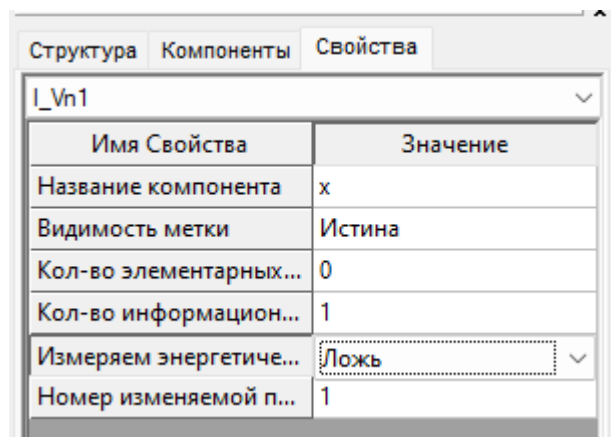 Структура Компоненты Свойства
I_Vn1
Имя Свойства Значение
Название компонента x
Видимость метки Истина
Кол-во элементарных... 0
Кол-во информацион... 1
Измеряем энергетиче... Ложь
Номер изменяемой п... 1